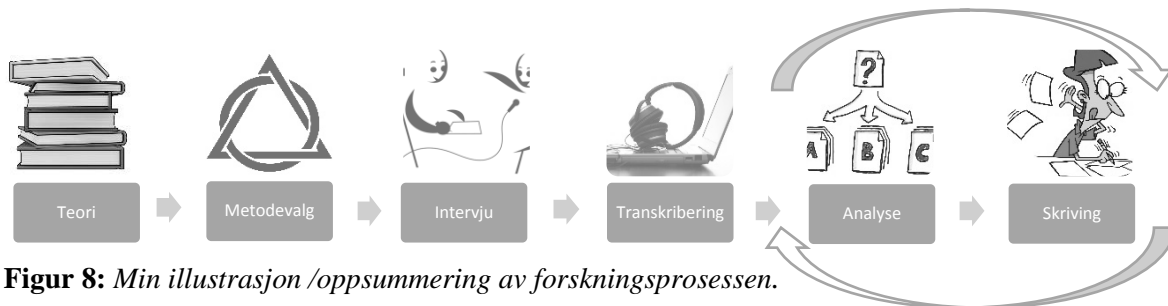 ?
A B C
Teori Metodevalg Intervju Transkribering Analyse Skriving
Figur 8: Min illustrasjon /oppsummering av forskningsprosessen.